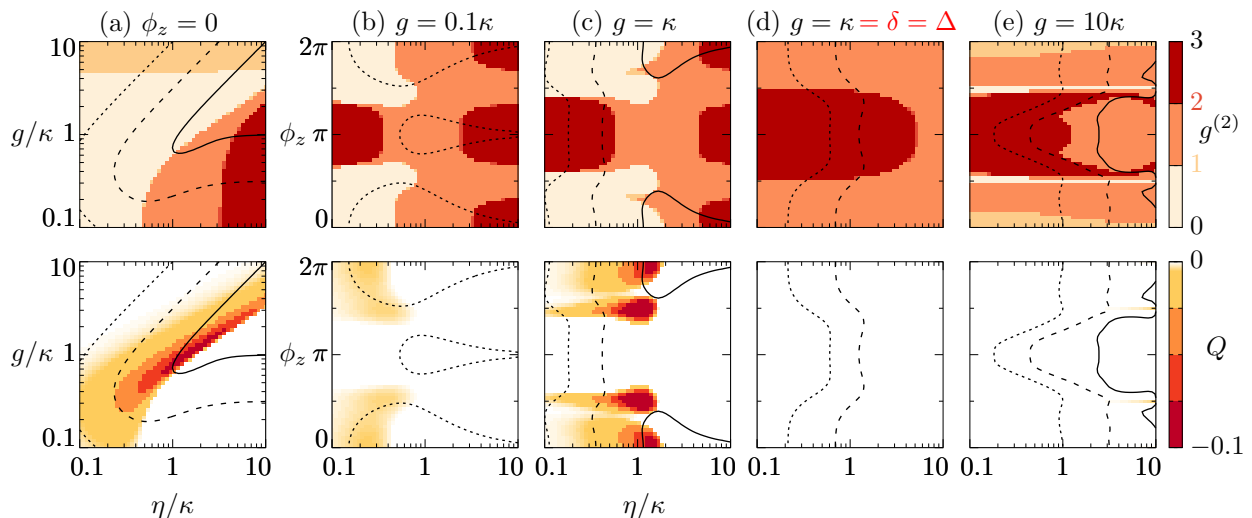 (a) ϕz = 0
(b) g = 0.1κ
(c) g = κ
(d) g = κ = δ = Δ
(e) g = 10κ
10
1
0.1
g/κ
2π
ϕz π
0
3
2
1
0
g(2)
10
1
0.1
g/κ
2π
ϕz π
0
0
−0.1
Q
0.1 1 10
0.1 1 10
0.1 1 10
0.1 1 10
0.1 1 10
η/κ
η/κ